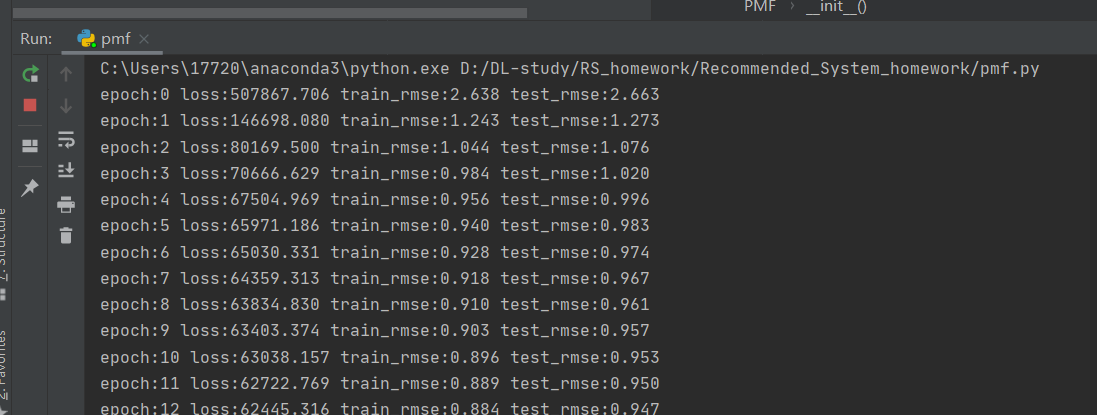 PMF › __init__()
Run: pmf ×
C:\Users\17720\anaconda3\python.exe D:/DL-study/RS_homework/Recommended_System_homework/pmf.py
epoch:0 loss:507867.706 train_rmse:2.638 test_rmse:2.663
epoch:1 loss:146698.080 train_rmse:1.243 test_rmse:1.273
epoch:2 loss:80169.500 train_rmse:1.044 test_rmse:1.076
epoch:3 loss:70666.629 train_rmse:0.984 test_rmse:1.020
epoch:4 loss:67504.969 train_rmse:0.956 test_rmse:0.996
epoch:5 loss:65971.186 train_rmse:0.940 test_rmse:0.983
epoch:6 loss:65030.331 train_rmse:0.928 test_rmse:0.974
epoch:7 loss:64359.313 train_rmse:0.918 test_rmse:0.967
epoch:8 loss:63834.830 train_rmse:0.910 test_rmse:0.961
epoch:9 loss:63403.374 train_rmse:0.903 test_rmse:0.957
epoch:10 loss:63038.157 train_rmse:0.896 test_rmse:0.953
epoch:11 loss:62722.769 train_rmse:0.889 test_rmse:0.950
epoch:12 loss:62445.316 train_rmse:0.884 test_rmse:0.947
7: Structure
2: Favorites